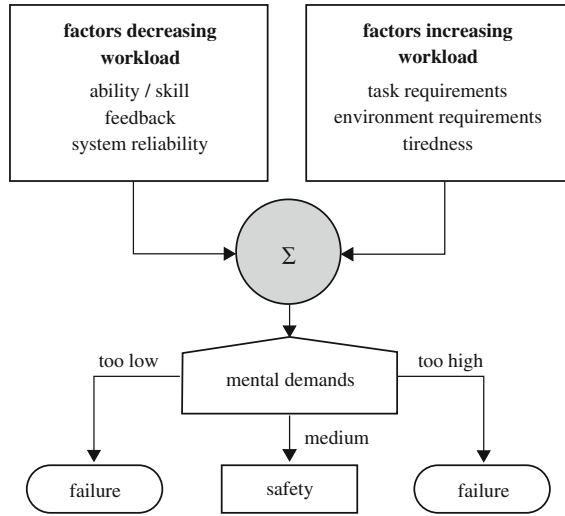 factors decreasing
workload
ability / skill
feedback
system reliability
factors increasing
workload
task requirements
environment requirements
tiredness
Σ
too low
mental demands
too high
medium
failure
safety
failure